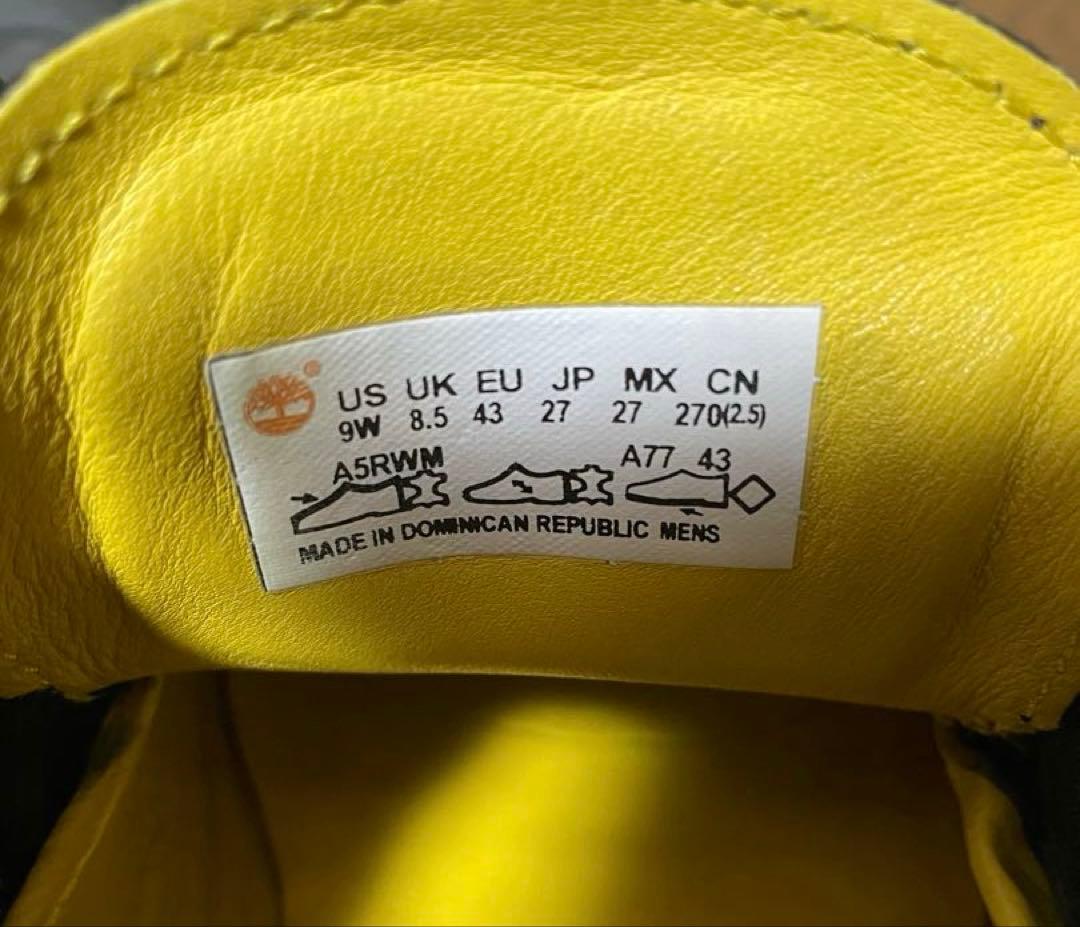 ®
US UK EU JP MX CN
9W 8.5 43 27 27 270(2.5)
A5RWM A77 43
MADE IN DOMINICAN REPUBLIC MENS